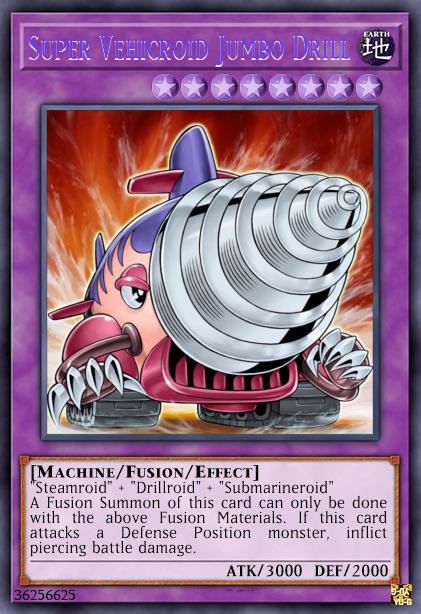 Super Vehicroid Jumbo Drill
EARTH
地
[Machine/Fusion/Effect]
"Steamroid" + "Drillroid" + "Submarineroid"
A Fusion Summon of this card can only be done
with the above Fusion Materials. If this card
attacks a Defense Position monster, inflict
piercing battle damage.
ATK/3000 DEF/2000
36256625